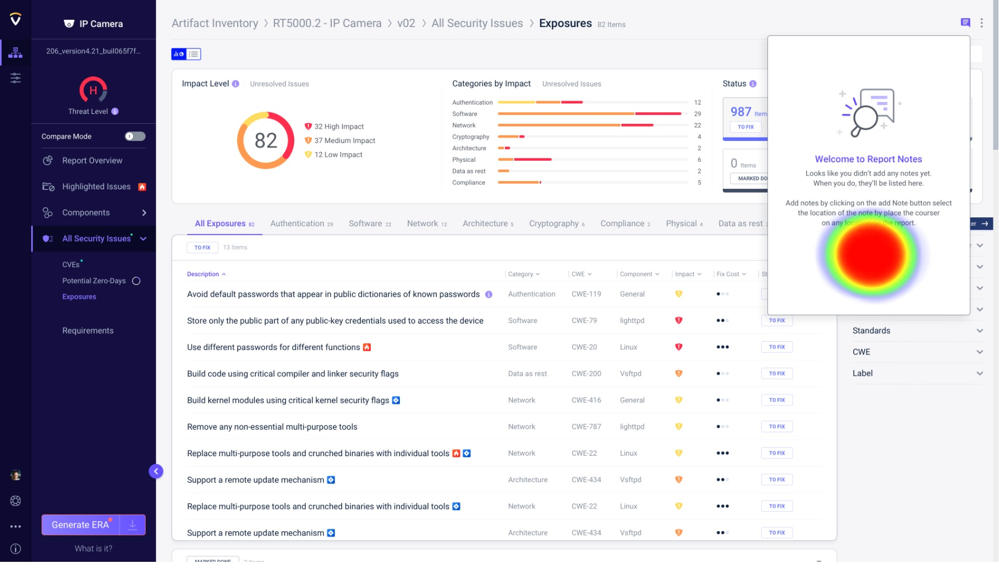 IP Camera
206_version4.21_buil065f7f...
H
Threat Level
Compare Mode
Report Overview
Highlighted Issues
Components
All Security Issues
CVEs
Potential Zero-Days
Exposures
Requirements
Generate ERA
What is it?
Artifact Inventory > RT5000.2 - IP Camera > v02 > All Security Issues > Exposures 82 Items
Impact Level Unresolved Issues
82
32 High Impact
37 Medium Impact
12 Low Impact
Categories by Impact Unresolved Issues
Authentication 12
Software 29
Network 22
Cryptography 4
Architecture 2
Physical 6
Data as rest 2
Compliance 5
Status
987 Item
TO FIX
0 Items
MARKED DO
Welcome to Report Notes
Looks like you didn't add any notes yet.
When you do, they'll be listed here.
Add notes by clicking on the add Note button select
the location of the note by place the courser
on any location on the report.
All Exposures 82 Authentication 29 Software 22 Network 12 Architecture 5 Cryptography 6 Compliance 2 Physical 4 Data as rest
TO FIX 13 Items
Description Category CWE Component Impact Fix Cost St
Avoid default passwords that appear in public dictionaries of known passwords Authentication CWE-119 General
Store only the public part of any public-key credentials used to access the device Software CWE-79 lighttpd TO FIX
Use different passwords for different functions Software CWE-20 Linux TO FIX
Build code using critical compiler and linker security flags Data as rest CWE-200 Vsftpd TO FIX
Build kernel modules using critical kernel security flags Network CWE-416 General TO FIX
Remove any non-essential multi-purpose tools Network CWE-787 lighttpd TO FIX
Replace multi-purpose tools and crunched binaries with individual tools Network CWE-22 Linux TO FIX
Support a remote update mechanism Architecture CWE-434 Vsftpd TO FIX
Replace multi-purpose tools and crunched binaries with individual tools Network CWE-22 Linux TO FIX
Support a remote update mechanism Architecture CWE-434 Vsftpd TO FIX
MARKED DONE
ter
Standards
CWE
Label